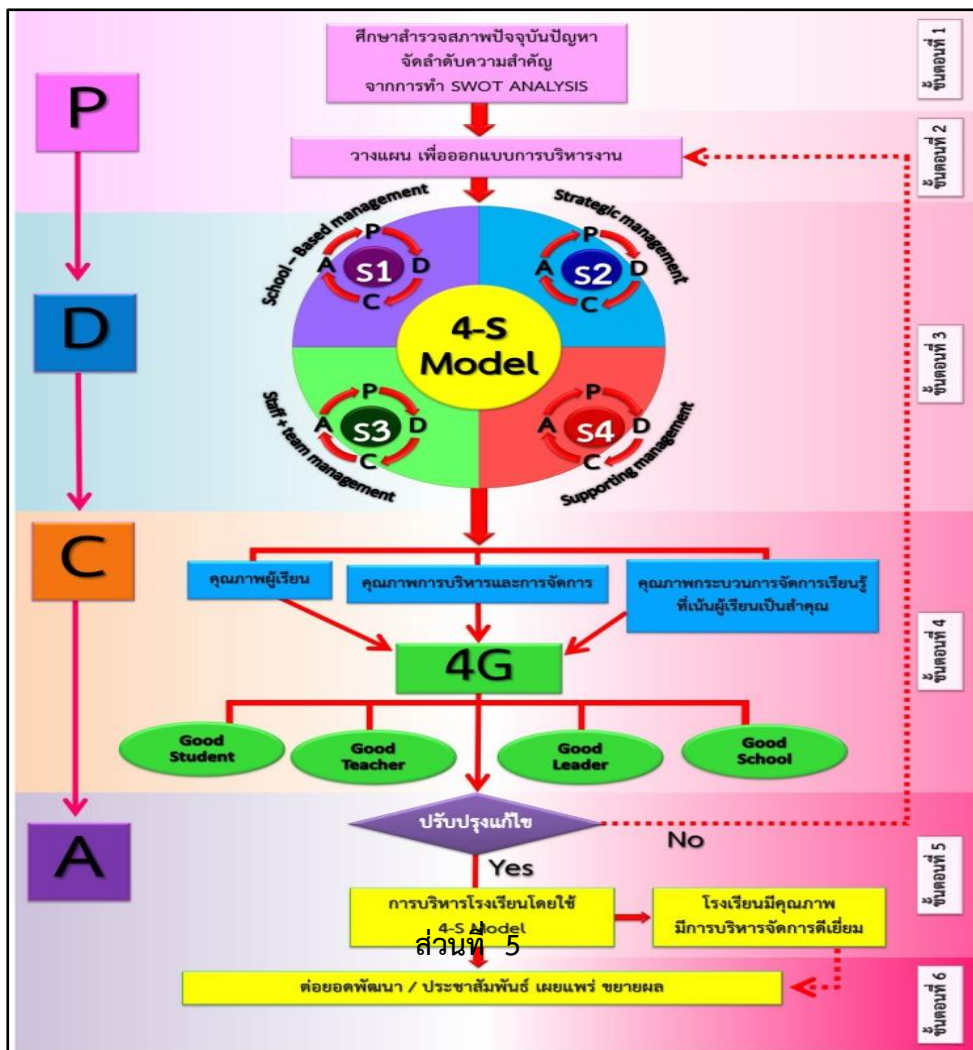 ศึกษาสำรวจสภาพปัจจุบันปัญหา
จัดลำดับความสำคัญ
จากการทำ SWOT ANALYSIS
ขั้นตอนที่ 1
P
วางแผน เพื่อออกแบบการบริหารงาน
ขั้นตอนที่ 2
School – Based management
P
A
S1
D
C
Strategic management
P
A
S2
D
C
D
4-S
Model
ขั้นตอนที่ 3
P
A
S3
D
C
Staff + team management
P
A
S4
D
C
Supporting management
C
คุณภาพผู้เรียน
คุณภาพการบริหารและการจัดการ
คุณภาพกระบวนการจัดการเรียนรู้
ที่เน้นผู้เรียนเป็นสำคุณ
4G
ขั้นตอนที่ 4
Good
Student
Good
Teacher
Good
Leader
Good
School
A
ปรับปรุงแก้ไข
No
Yes
ขั้นตอนที่ 5
การบริหารโรงเรียนโดยใช้
4-S Model
โรงเรียนมีคุณภาพ
มีการบริหารจัดการดีเยี่ยม
ส่วนที่ 5
ต่อยอดพัฒนา / ประชาสัมพันธ์ เผยแพร่ ขยายผล
ขั้นตอนที่ 6